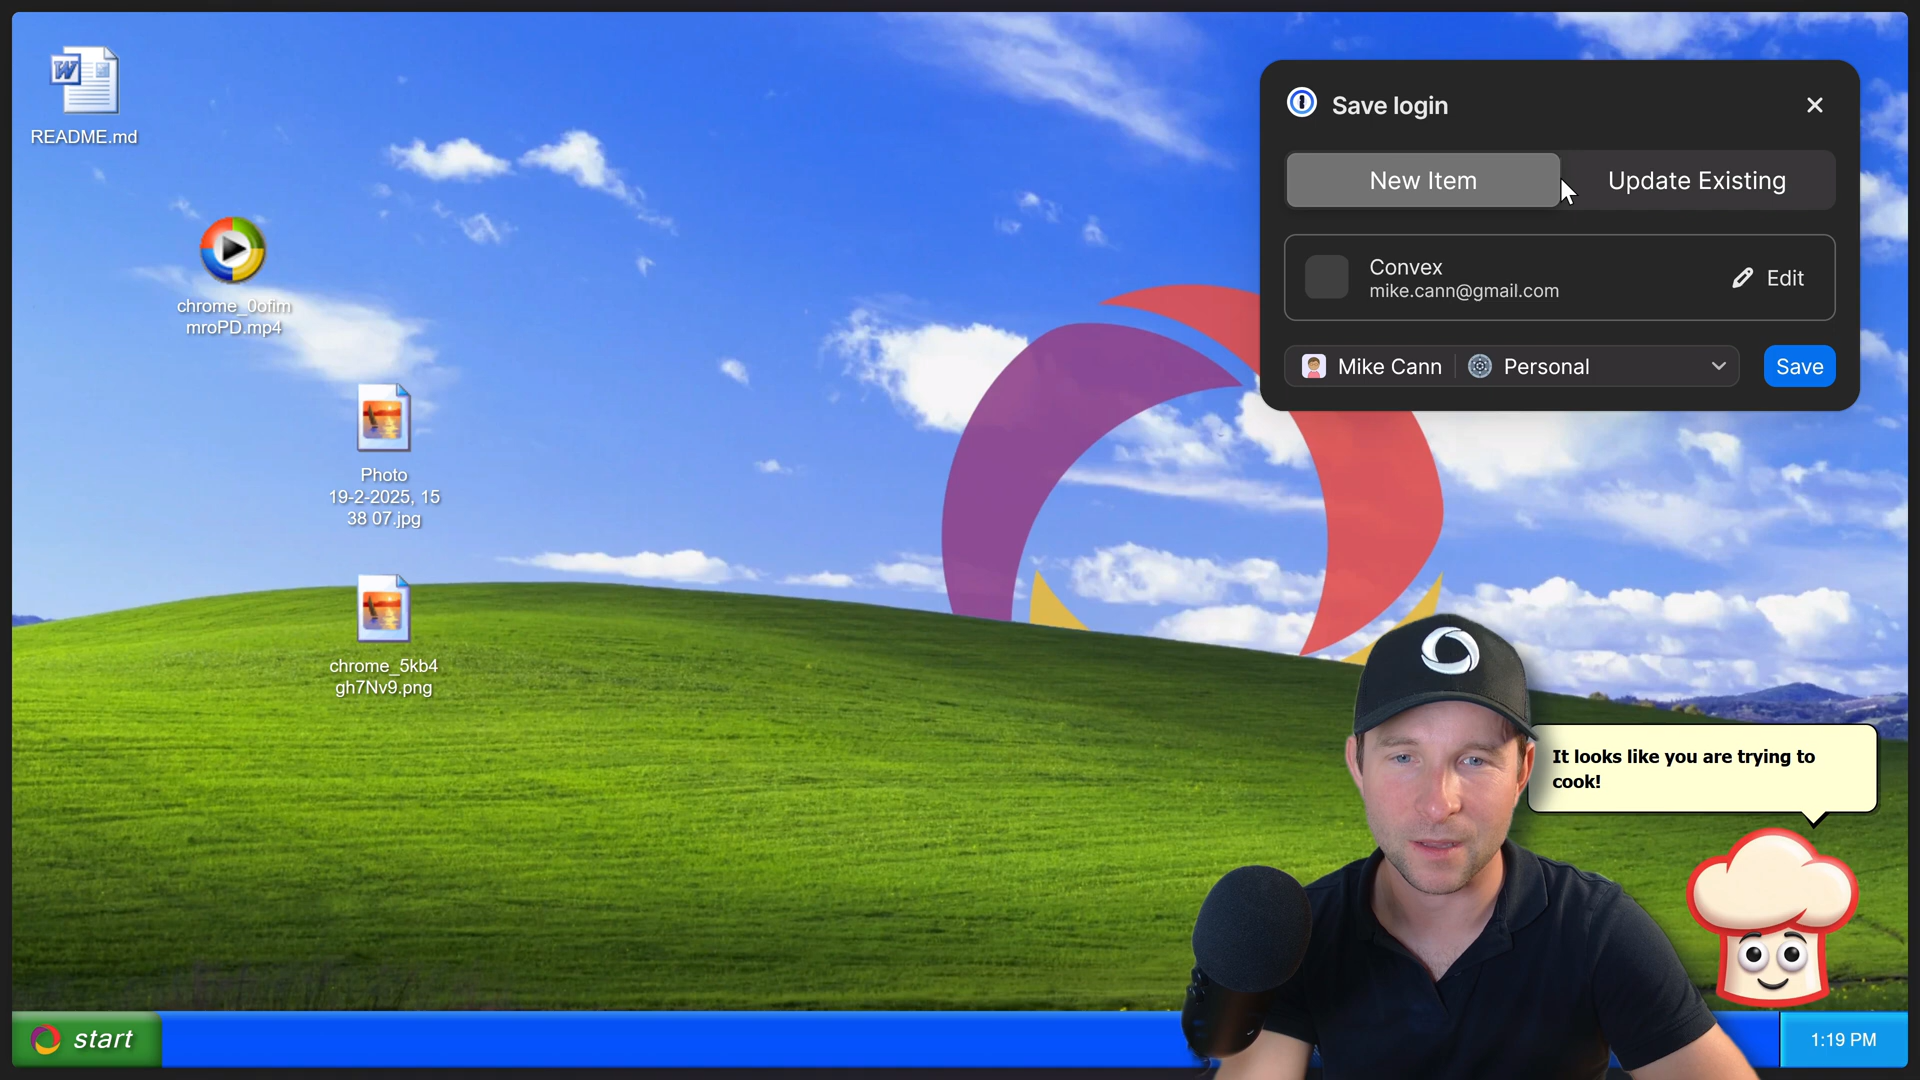 README.md
chrome_0ofim
mroPD.mp4
Photo
19-2-2025, 15
38 07.jpg
chrome_5kb4
gh7Nv9.png
Save login
New Item
Update Existing
Convex
mike.cann@gmail.com
Edit
Mike Cann
Personal
Save
It looks like you are trying to
cook!
start
1:19 PM